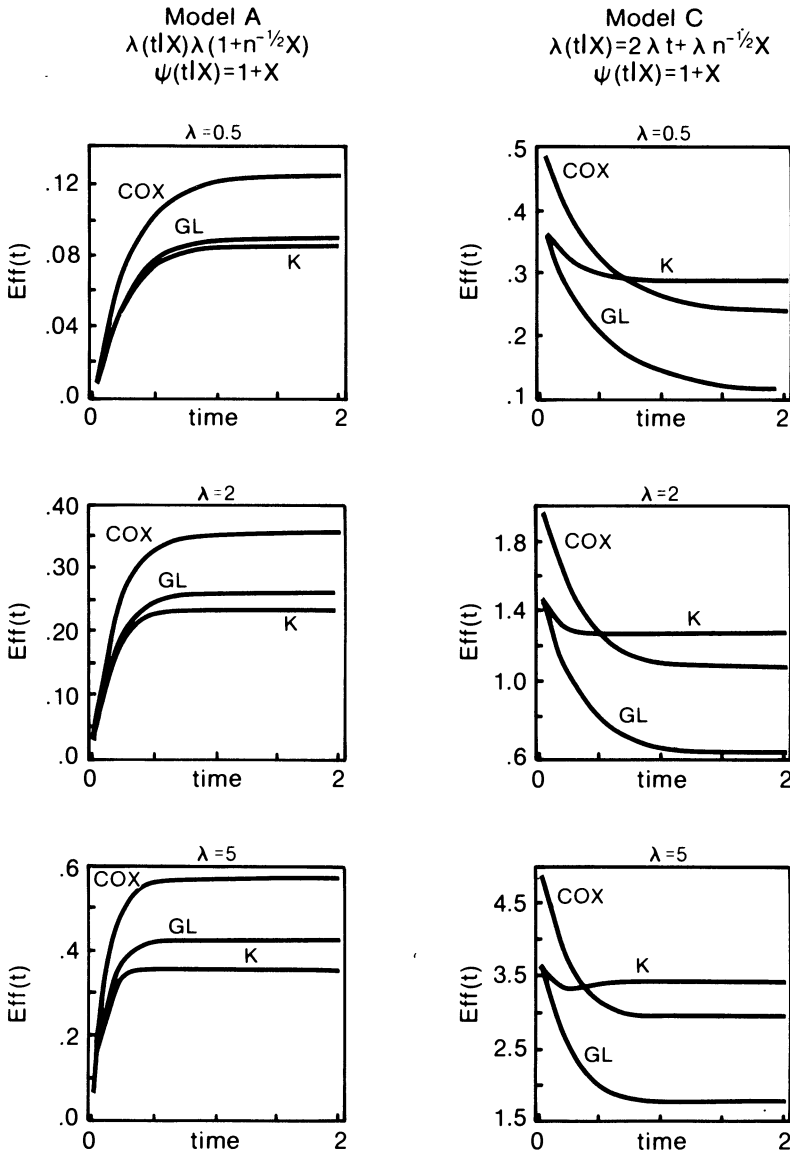 Model A
λ(t|X)λ(1+n⁻¹ᐟ²X)
ψ(t|X)=1+X
λ=0.5
.12
.08
.04
.0
Eff(t)
COX
GL
K
0
time
2
λ=2
.40
.30
.20
.10
.0
Eff(t)
COX
GL
K
0
time
2
λ=5
.6
.4
.2
.0
Eff(t)
COX
GL
K
0
time
2
Model C
λ(t|X)=2λt+λn⁻¹ᐟ²X
ψ(t|X)=1+X
λ=0.5
.5
.4
.3
.2
.1
Eff(t)
COX
K
GL
0
time
2
λ=2
1.8
1.4
1.0
.6
Eff(t)
COX
K
GL
0
time
2
λ=5
4.5
3.5
2.5
1.5
Eff(t)
COX
K
GL
0
time
2